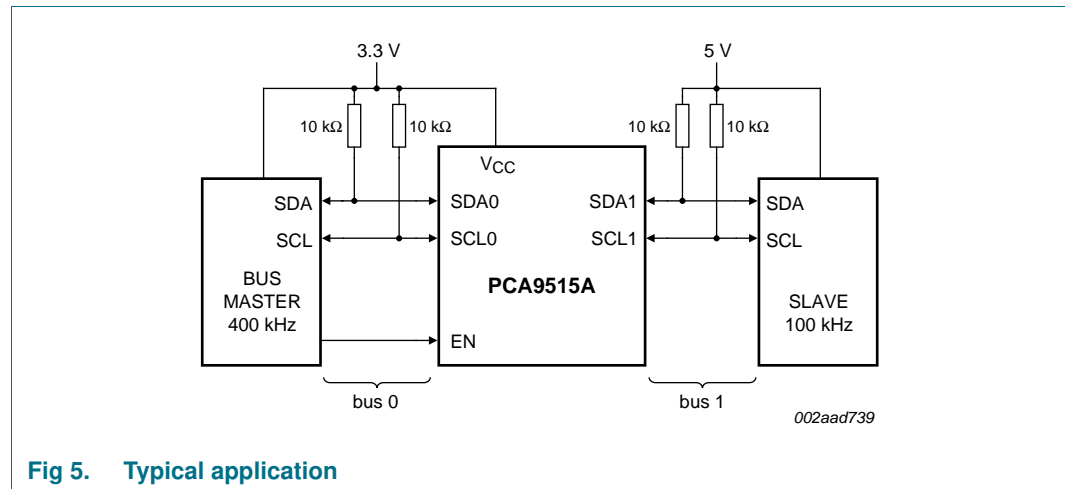 3.3 V
5 V
10 kΩ
10 kΩ
10 kΩ
10 kΩ
VCC
SDA
SDA0
SDA1
SDA
SCL
SCL0
SCL1
SCL
BUS
MASTER
400 kHz
PCA9515A
SLAVE
100 kHz
EN
bus 0
bus 1
002aad739
Fig 5. Typical application